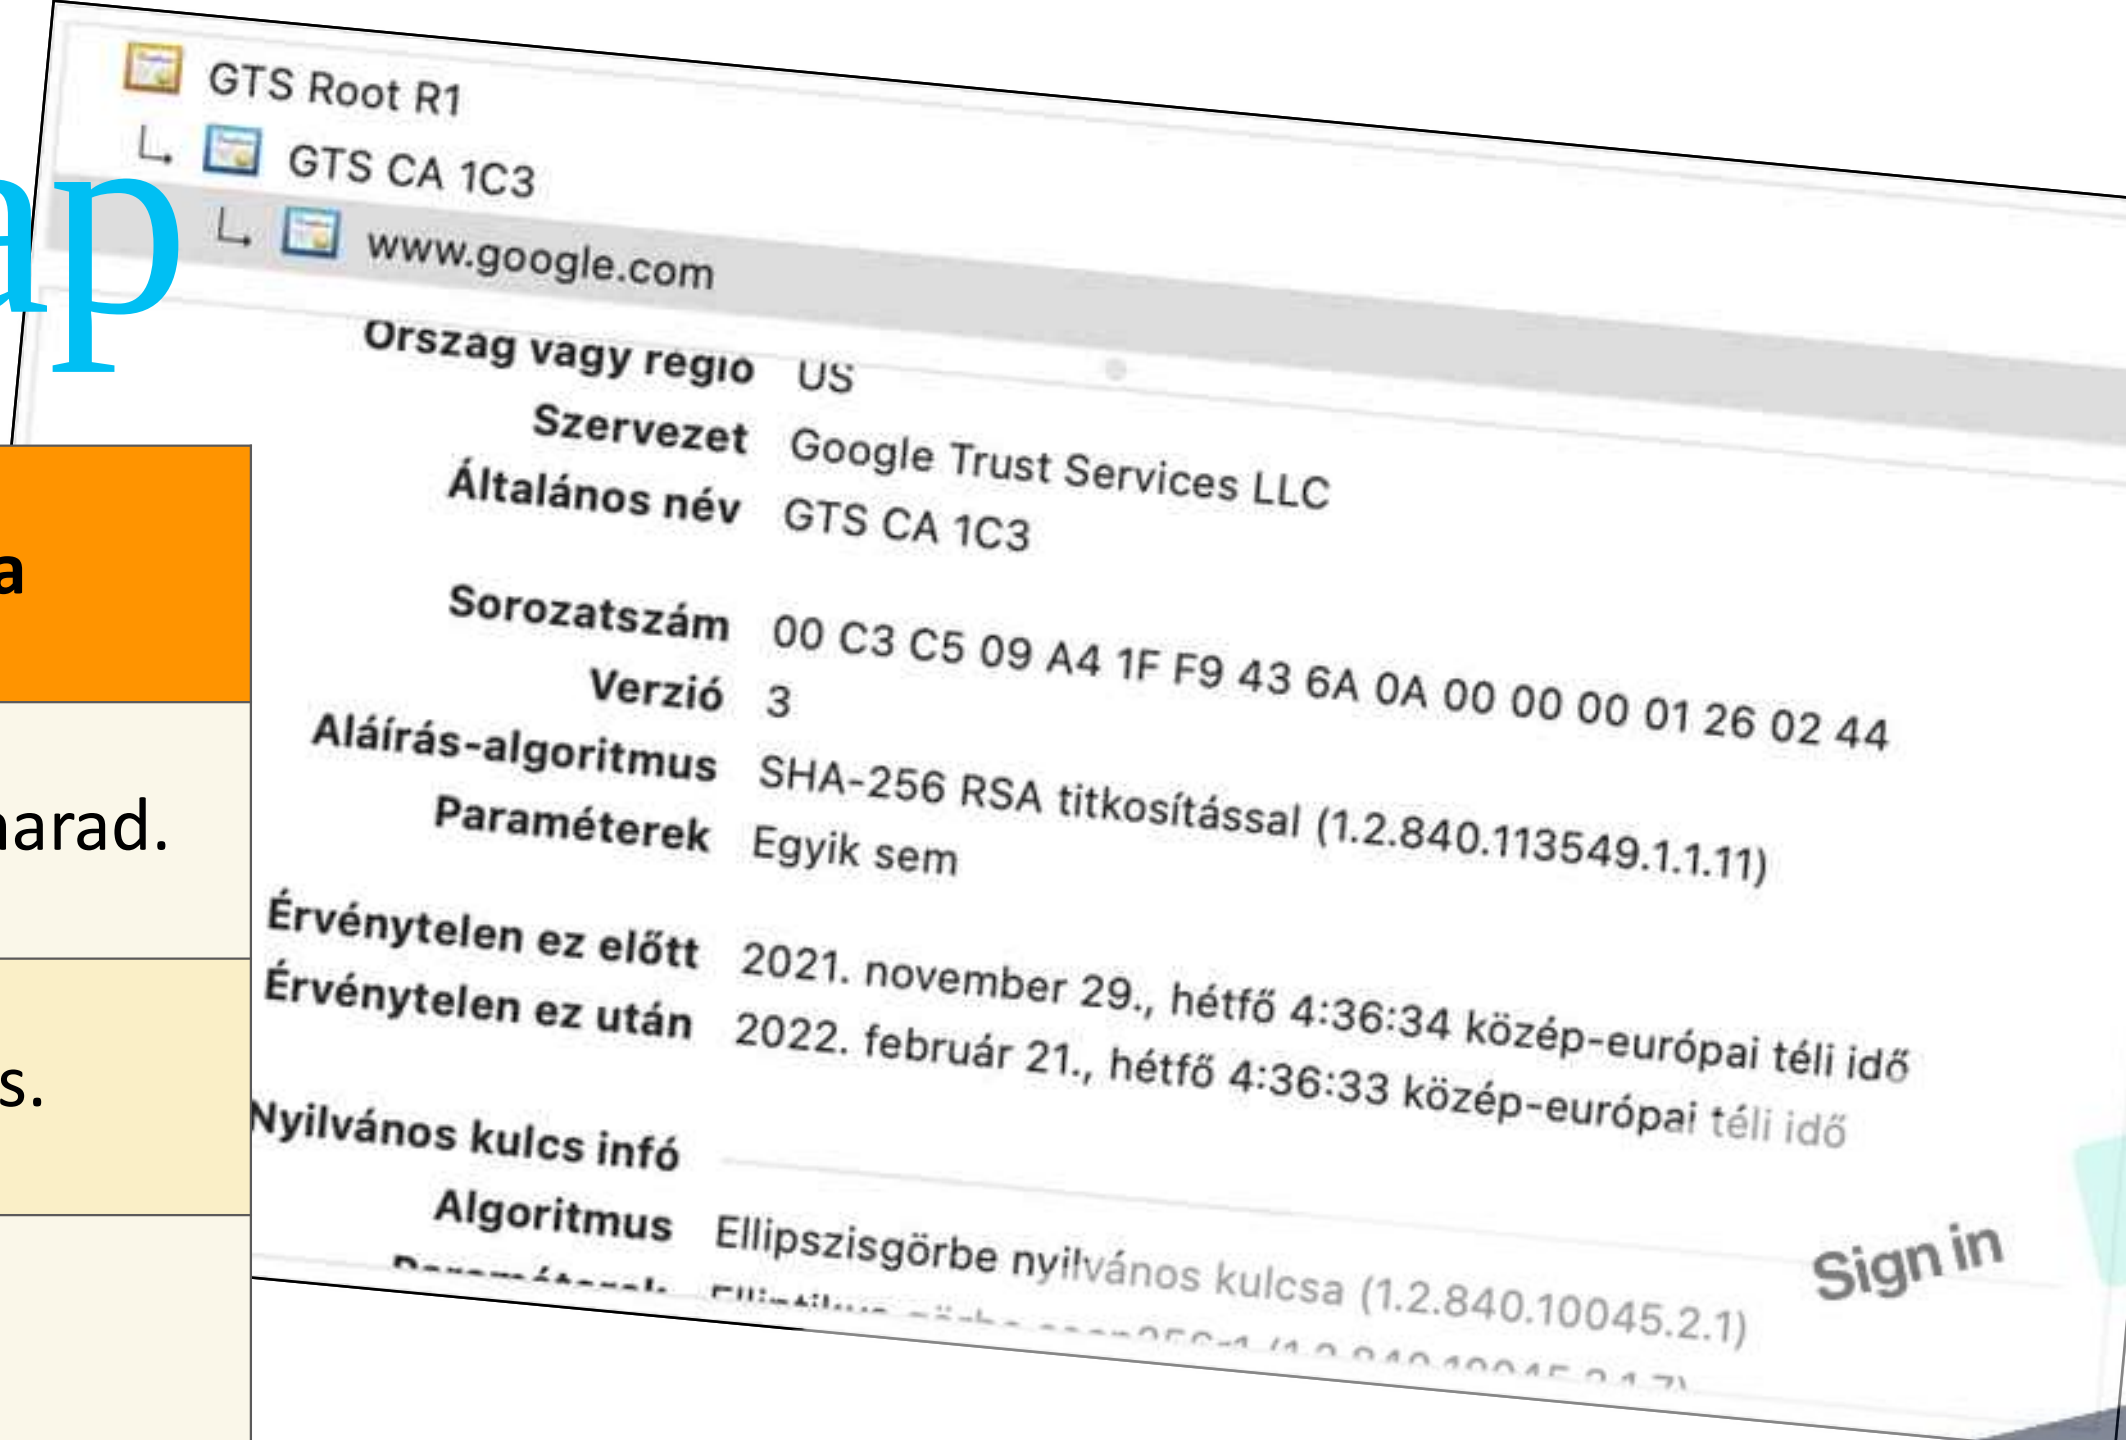 ap
GTS Root R1
GTS CA 1C3
www.google.com
Ország vagy régió US
Szervezet Google Trust Services LLC
Általános név GTS CA 1C3
Sorozatszám 00 C3 C5 09 A4 1F F9 43 6A 0A 00 00 00 01 26 02 44
Verzió 3
Aláírás-algoritmus SHA-256 RSA titkosítással (1.2.840.113549.1.1.11)
Paraméterek Egyik sem
Érvénytelen ez előtt 2021. november 29., hétfő 4:36:34 közép-európai téli idő
Érvénytelen ez után 2022. február 21., hétfő 4:36:33 közép-európai téli idő
Nyilvános kulcs infó
Algoritmus Ellipszisgörbe nyilvános kulcsa (1.2.840.10045.2.1)
Sign in
a
arad.
s.